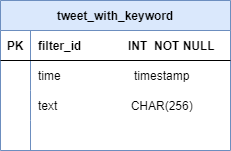 tweet_with_keyword
PK filter_id INT NOT NULL
time timestamp
text CHAR(256)